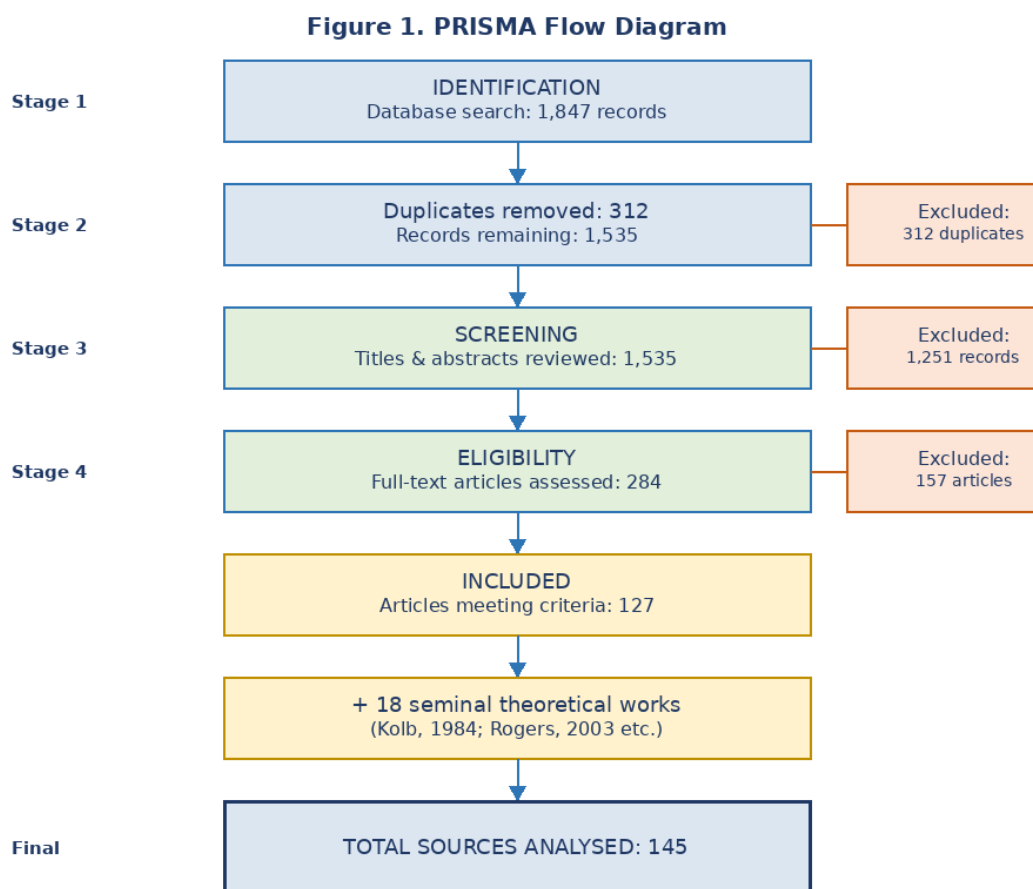 Figure 1. PRISMA Flow Diagram
Stage 1
IDENTIFICATION
Database search: 1,847 records
Stage 2
Duplicates removed: 312
Records remaining: 1,535
Excluded:
312 duplicates
Stage 3
SCREENING
Titles & abstracts reviewed: 1,535
Excluded:
1,251 records
Stage 4
ELIGIBILITY
Full-text articles assessed: 284
Excluded:
157 articles
INCLUDED
Articles meeting criteria: 127
+ 18 seminal theoretical works
(Kolb, 1984; Rogers, 2003 etc.)
Final
TOTAL SOURCES ANALYSED: 145